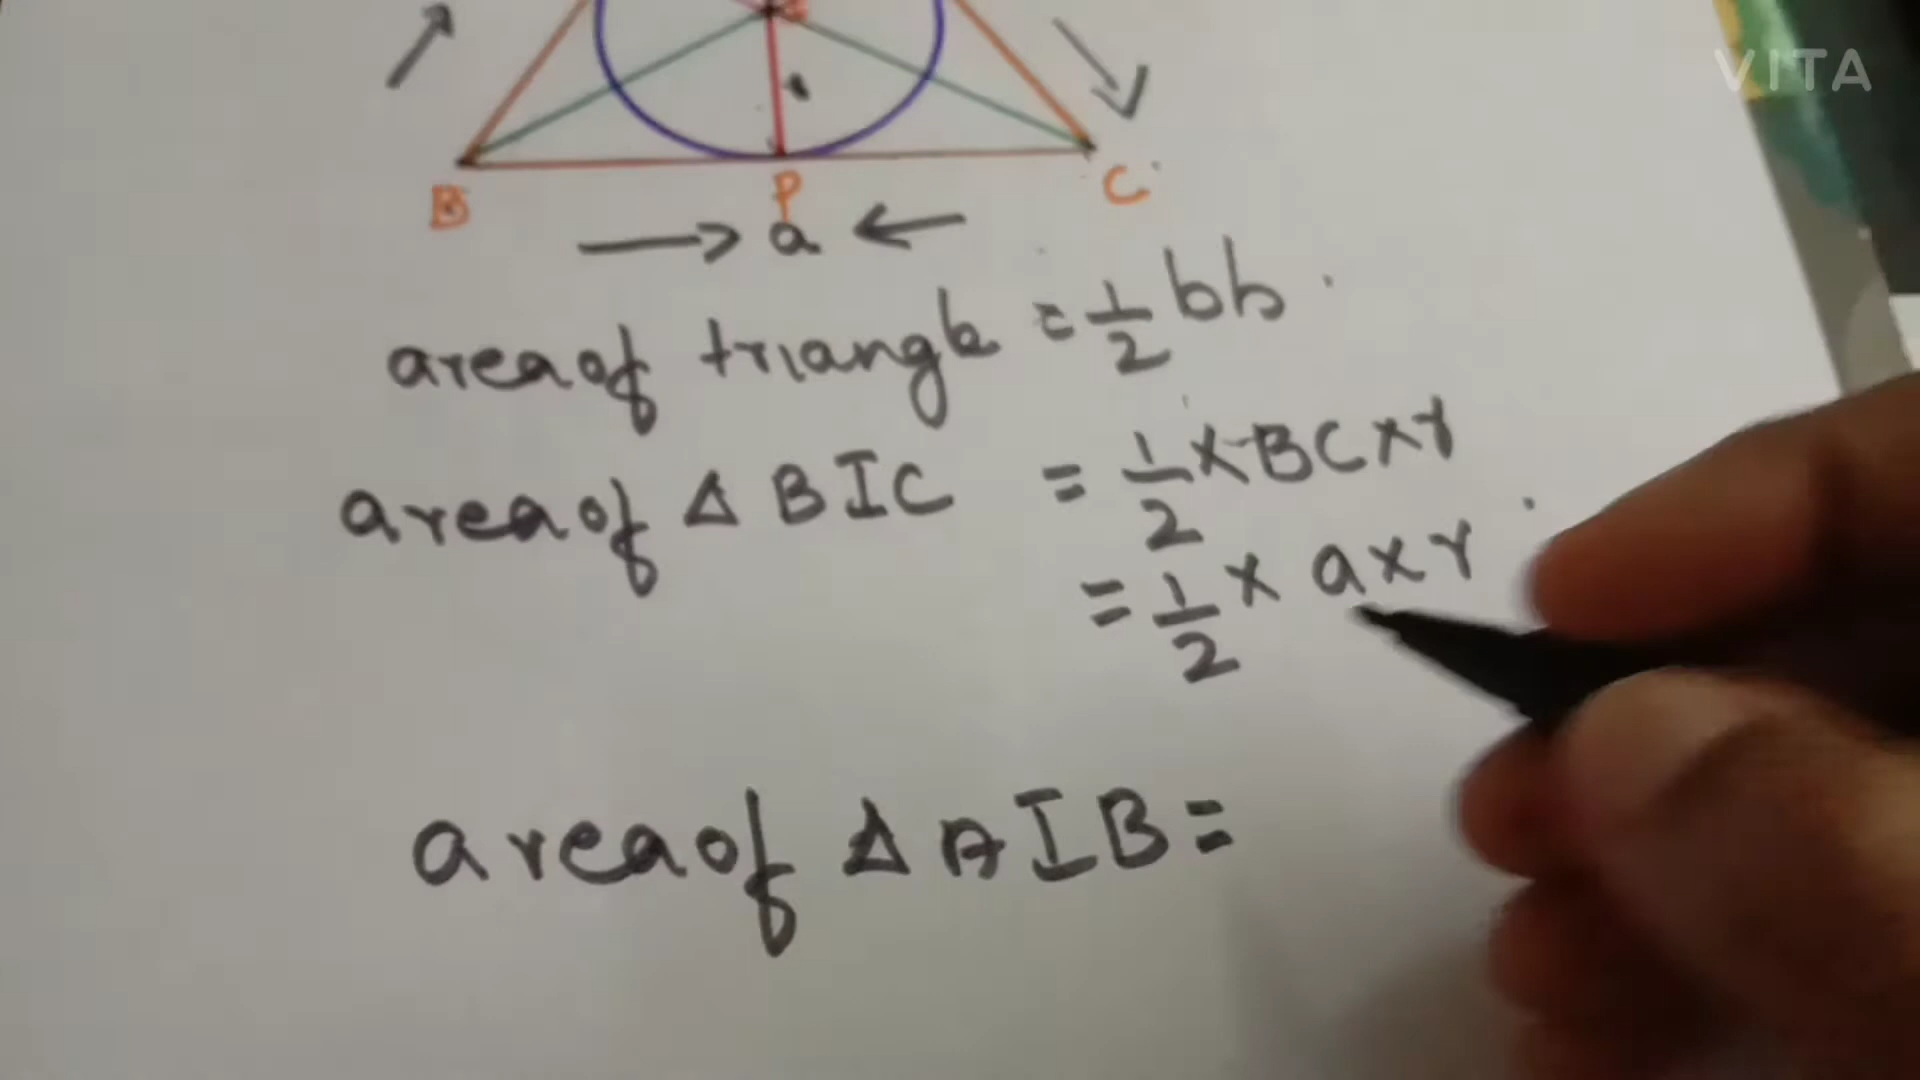 VITA
r
B P C
→ a ←
area of triangle = 1/2 bh.
area of Δ BIC = 1/2 × BC × r
= 1/2 × a × r
area of Δ AIB =